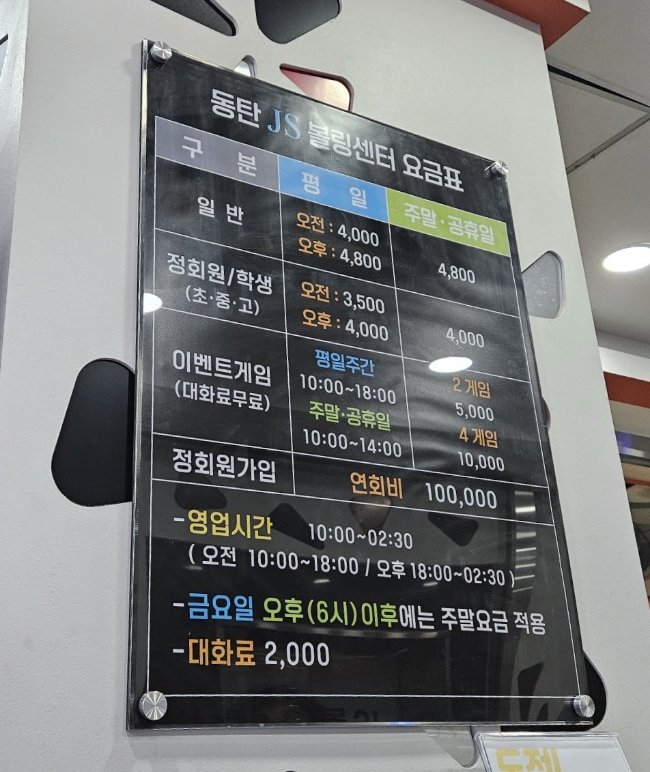 동탄 JS 볼링센터 요금표
구 분 평 일 주말·공휴일
일 반 오전 : 4,000 4,800
오후 : 4,800
정회원/학생 오전 : 3,500 4,000
(초·중·고) 오후 : 4,000
이벤트게임 평일주간 2 게임
(대화료무료) 10:00~18:00 5,000
주말·공휴일 4 게임
10:00~14:00 10,000
정회원가입 연회비 100,000
-영업시간 10:00~02:30
( 오전 10:00~18:00 / 오후 18:00~02:30 )
-금요일 오후(6시)이후에는 주말요금 적용
-대화료 2,000